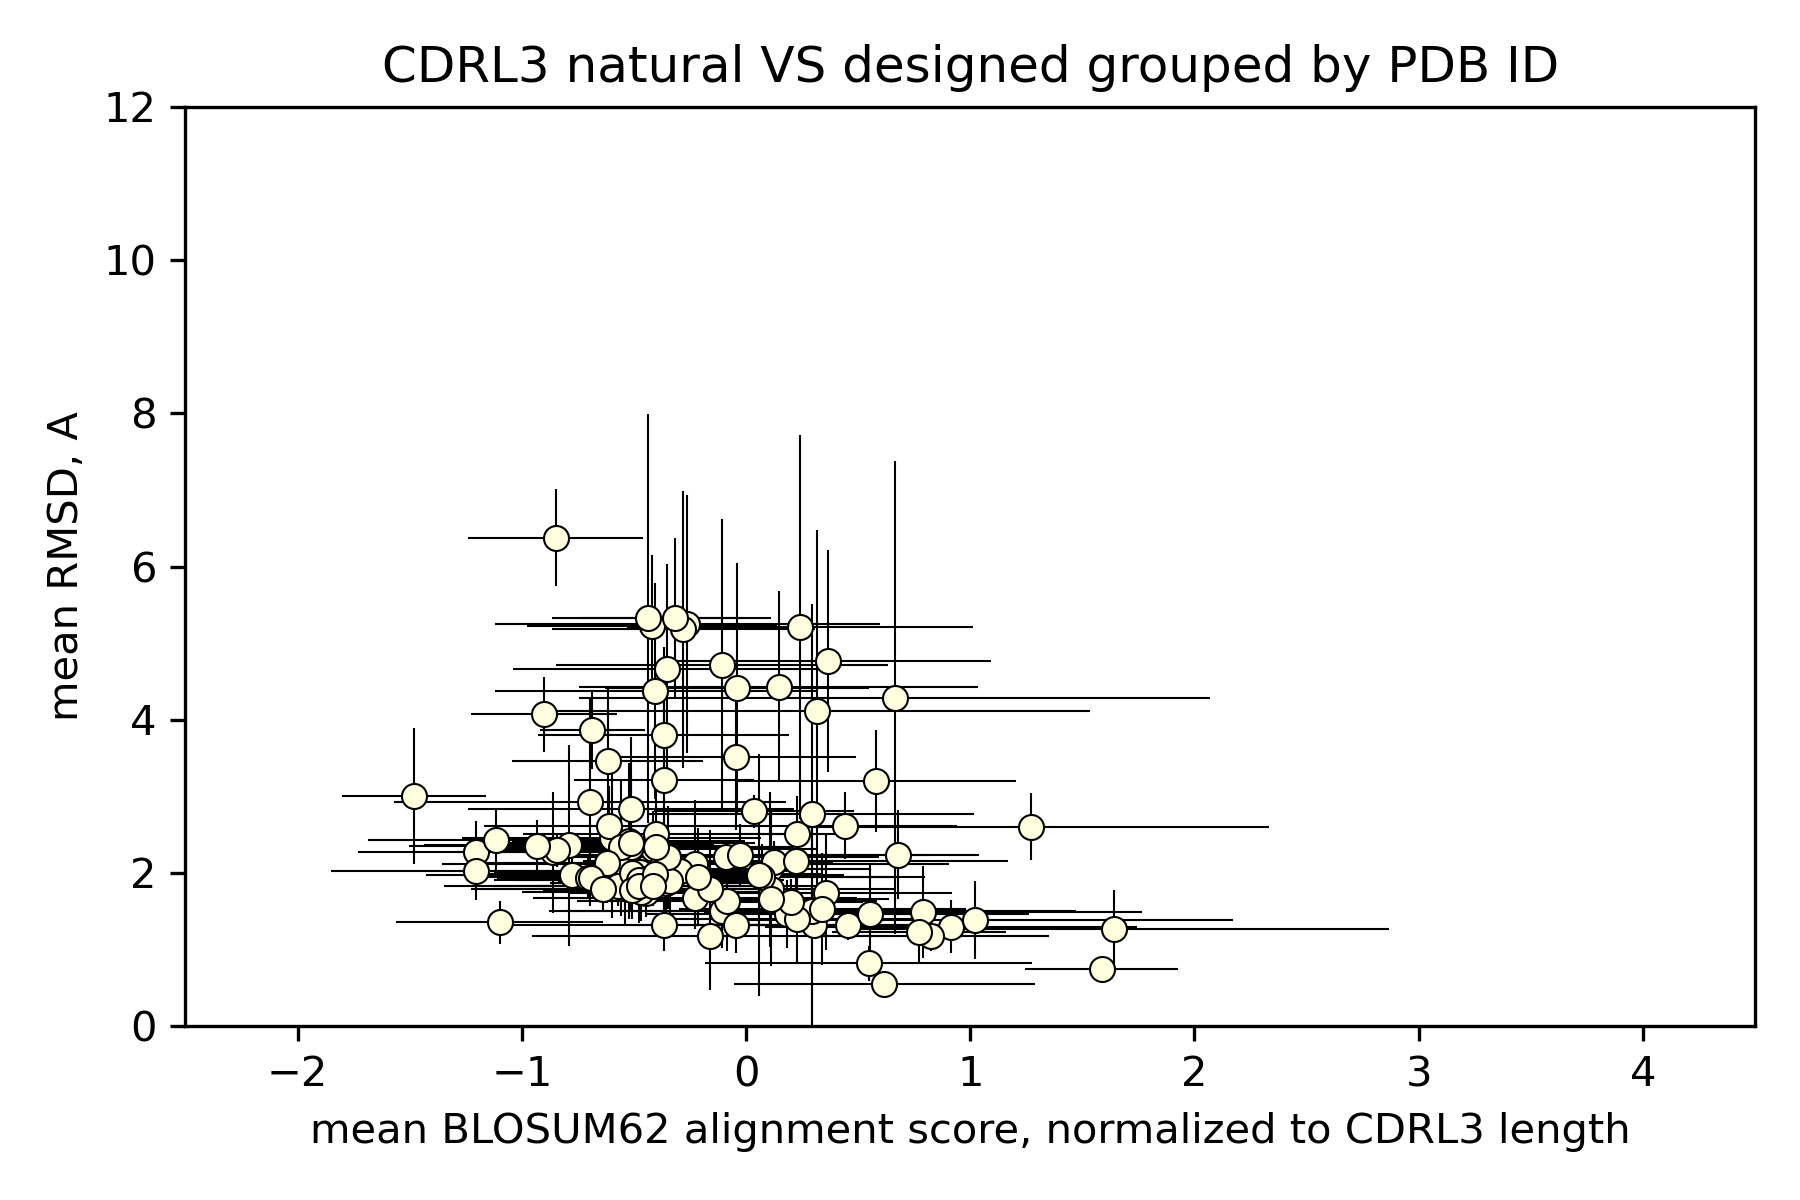 CDRL3 natural VS designed grouped by PDB ID
12
10
8
6
4
2
0
mean RMSD, A
−2 −1 0 1 2 3 4
mean BLOSUM62 alignment score, normalized to CDRL3 length